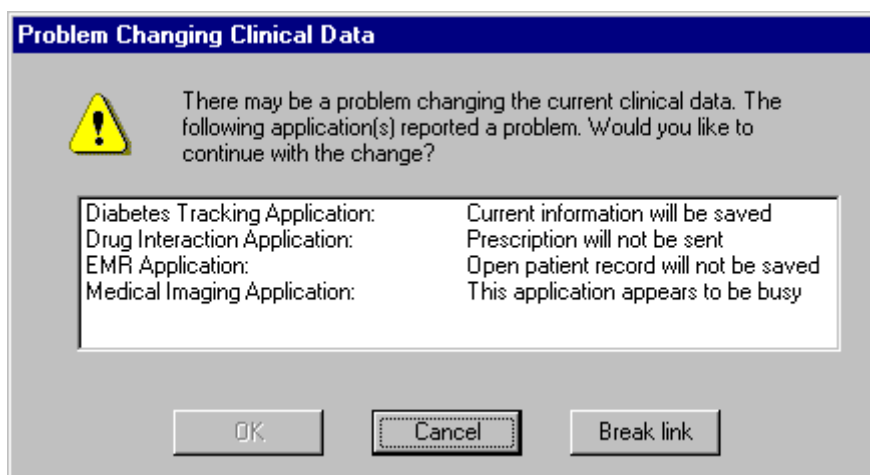 Problem Changing Clinical Data
There may be a problem changing the current clinical data. The
following application(s) reported a problem. Would you like to
continue with the change?
Diabetes Tracking Application: Current information will be saved
Drug Interaction Application: Prescription will not be sent
EMR Application: Open patient record will not be saved
Medical Imaging Application: This application appears to be busy
OK Cancel Break link